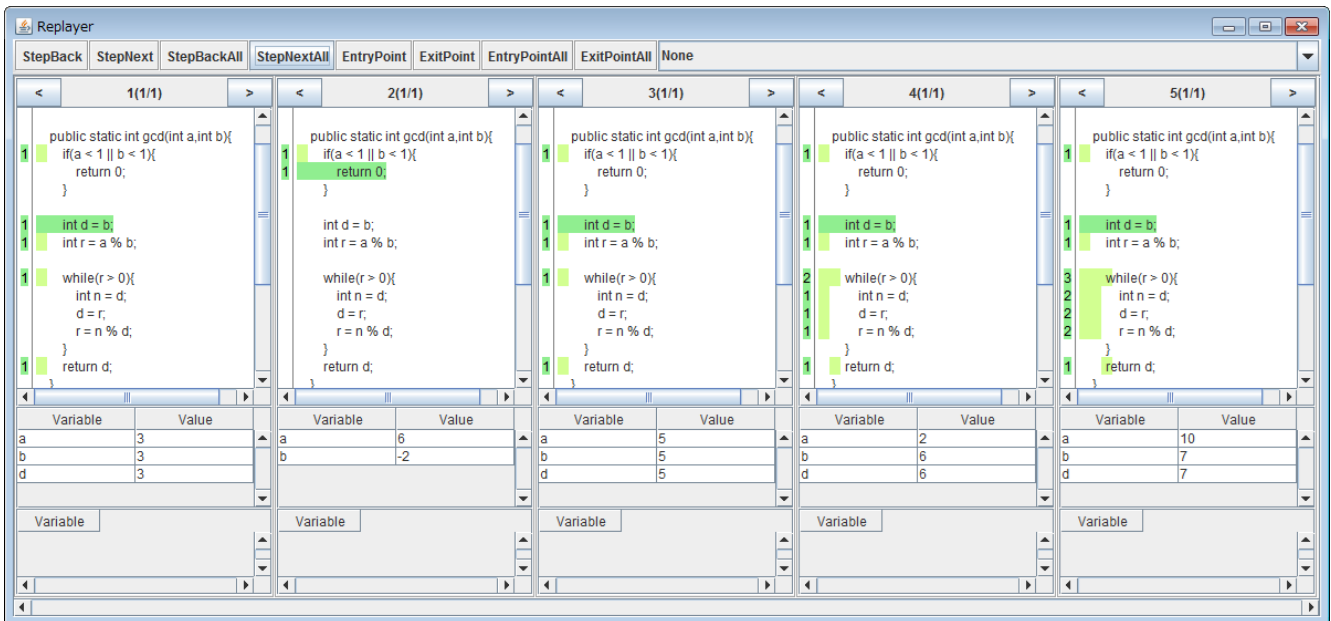 Replayer
StepBack StepNext StepBackAll StepNextAll EntryPoint ExitPoint EntryPointAll ExitPointAll None
< 1(1/1) >
public static int gcd(int a,int b){
1 if(a < 1 || b < 1){
return 0;
}
1 int d = b;
1 int r = a % b;
1 while(r > 0){
int n = d;
d = r;
r = n % d;
}
1 return d;
}
Variable Value
a 3
b 3
d 3
Variable
< 2(1/1) >
public static int gcd(int a,int b){
1 if(a < 1 || b < 1){
1 return 0;
}
int d = b;
int r = a % b;
while(r > 0){
int n = d;
d = r;
r = n % d;
}
return d;
}
Variable Value
a 6
b -2
Variable
< 3(1/1) >
public static int gcd(int a,int b){
1 if(a < 1 || b < 1){
return 0;
}
1 int d = b;
1 int r = a % b;
1 while(r > 0){
int n = d;
d = r;
r = n % d;
}
1 return d;
}
Variable Value
a 5
b 5
d 5
Variable
< 4(1/1) >
public static int gcd(int a,int b){
1 if(a < 1 || b < 1){
return 0;
}
1 int d = b;
1 int r = a % b;
2 while(r > 0){
1 int n = d;
1 d = r;
1 r = n % d;
}
1 return d;
}
Variable Value
a 2
b 6
d 6
Variable
< 5(1/1) >
public static int gcd(int a,int b){
1 if(a < 1 || b < 1){
return 0;
}
1 int d = b;
1 int r = a % b;
3 while(r > 0){
2 int n = d;
2 d = r;
2 r = n % d;
}
1 return d;
}
Variable Value
a 10
b 7
d 7
Variable